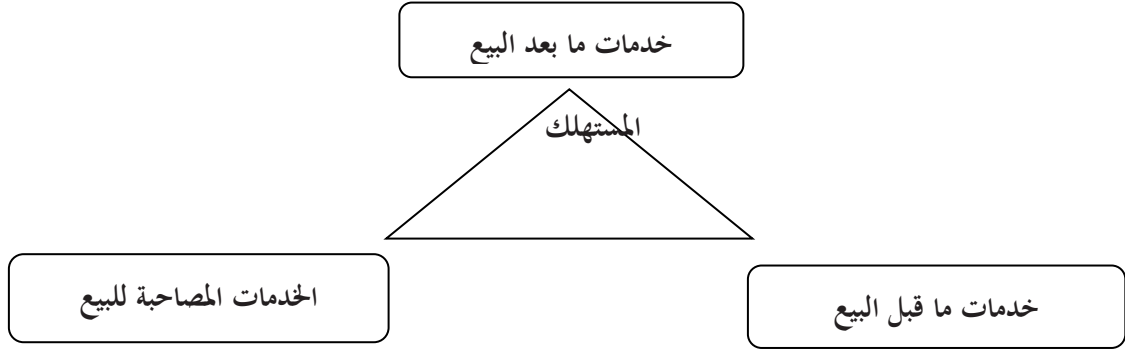 خدمات ما بعد البيع
المستهلك
خدمات ما قبل البيع
الخدمات المصاحبة للبيع